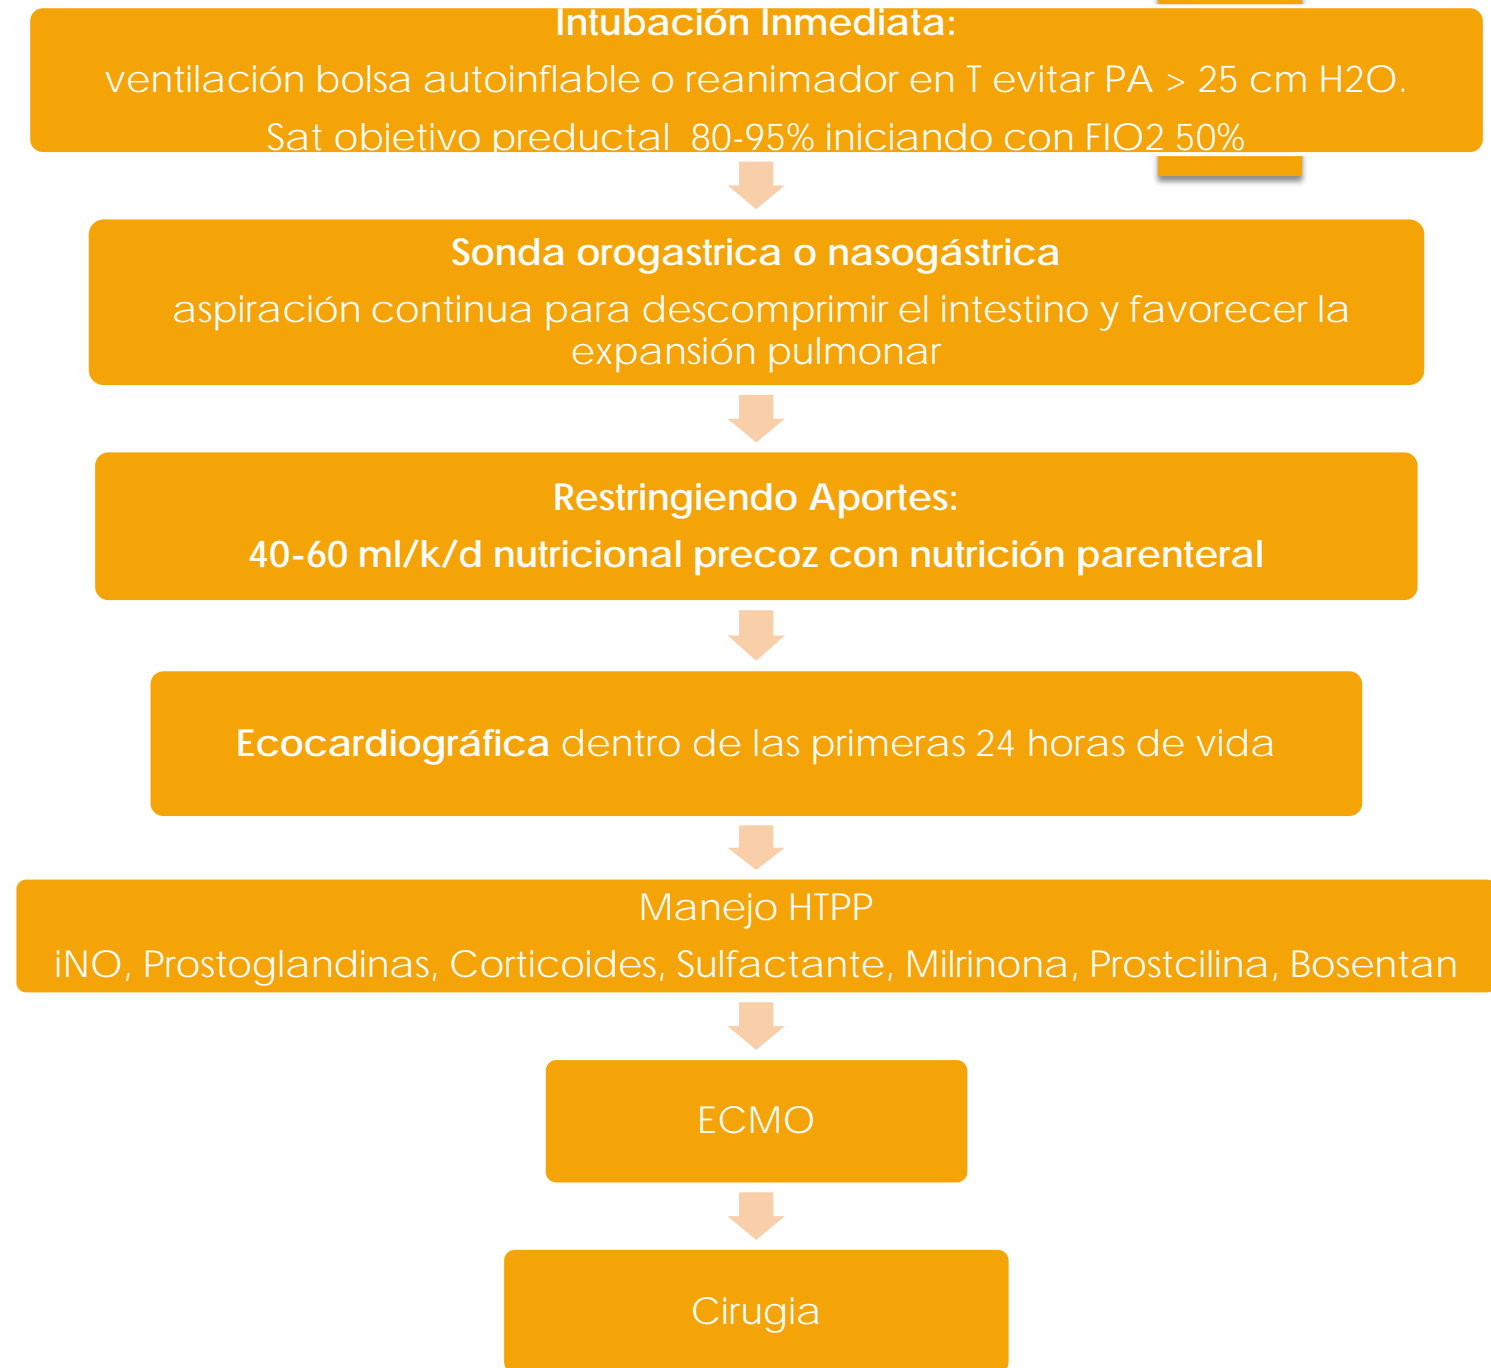 Intubación Inmediata:
ventilación bolsa autoinflable o reanimador en T evitar PA > 25 cm H2O.
Sat objetivo preductal 80-95% iniciando con FIO2 50%
Sonda orogastrica o nasogástrica
aspiración continua para descomprimir el intestino y favorecer la
expansión pulmonar
Restringiendo Aportes:
40-60 ml/k/d nutricional precoz con nutrición parenteral
Ecocardiográfica dentro de las primeras 24 horas de vida
Manejo HTPP
iNO, Prostoglandinas, Corticoides, Sulfactante, Milrinona, Prostcilina, Bosentan
ECMO
Cirugia